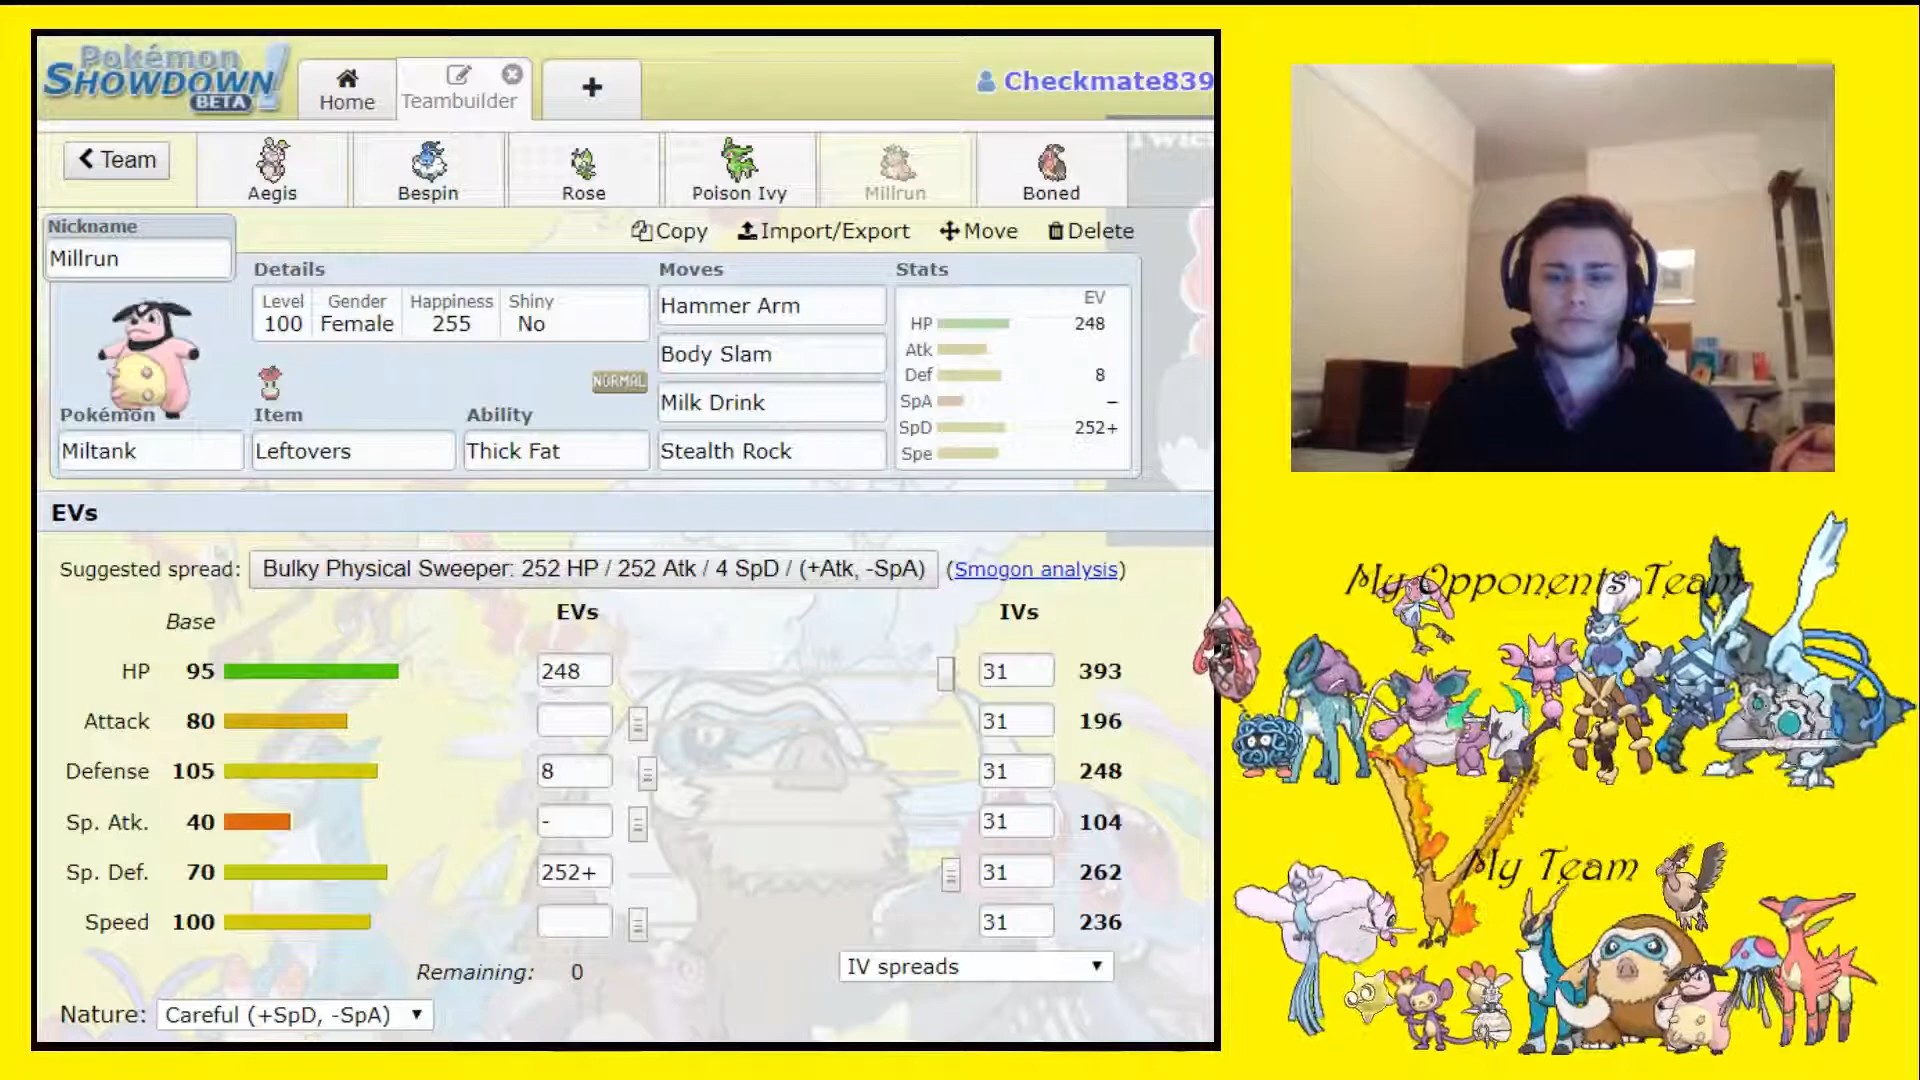 Pokémon
SHOWDOWN!
BETA
Home
Teambuilder
+
Checkmate839
Team
Aegis
Bespin
Rose
Poison Ivy
Millrun
Boned
Nickname
Millrun
Copy
Import/Export
Move
Delete
Details
Moves
Stats
Level
Gender
Happiness
Shiny
100
Female
255
No
NORMAL
Pokémon
Item
Ability
Miltank
Leftovers
Thick Fat
Hammer Arm
Body Slam
Milk Drink
Stealth Rock
EV
HP 248
Atk
Def 8
SpA –
SpD 252+
Spe
EVs
Suggested spread: Bulky Physical Sweeper: 252 HP / 252 Atk / 4 SpD / (+Atk, -SpA) (Smogon analysis)
Base EVs IVs
HP 95 248 31 393
Attack 80 31 196
Defense 105 8 31 248
Sp. Atk. 40 - 31 104
Sp. Def. 70 252+ 31 262
Speed 100 31 236
Remaining: 0
IV spreads
Nature: Careful (+SpD, -SpA)
My Opponents Team
My Team